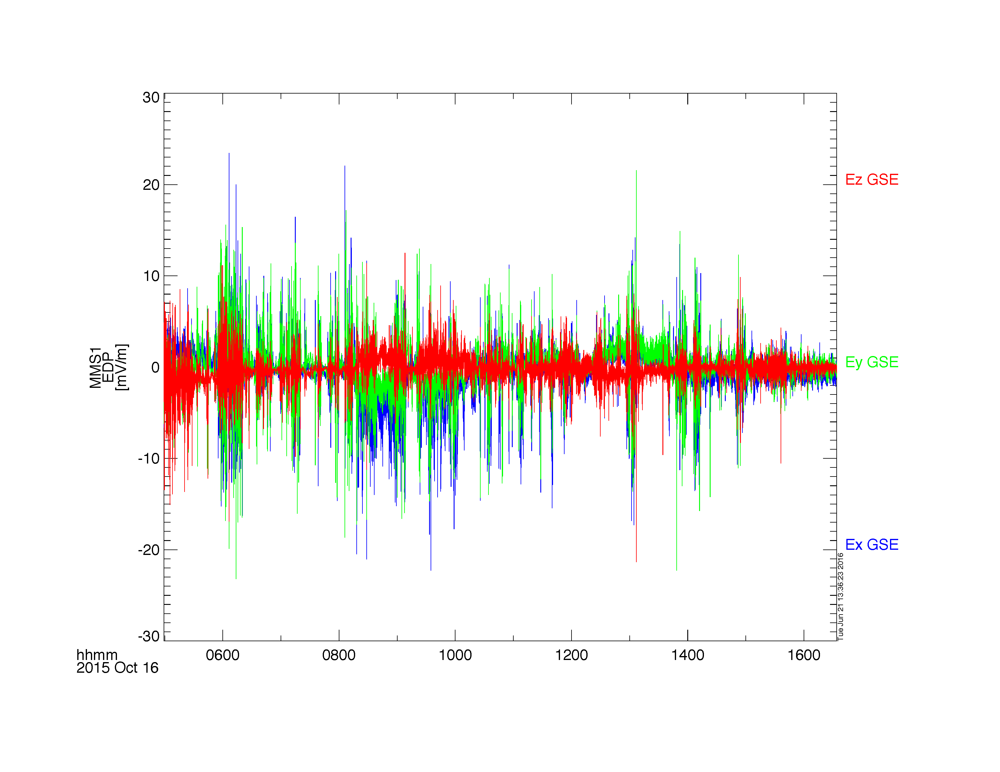 30
20
10
0
-10
-20
-30
MMS1
EDP
[mV/m]
Ez GSE
Ey GSE
Ex GSE
Tue Jun 21 13:36:23 2016
hhmm 0600 0800 1000 1200 1400 1600
2015 Oct 16